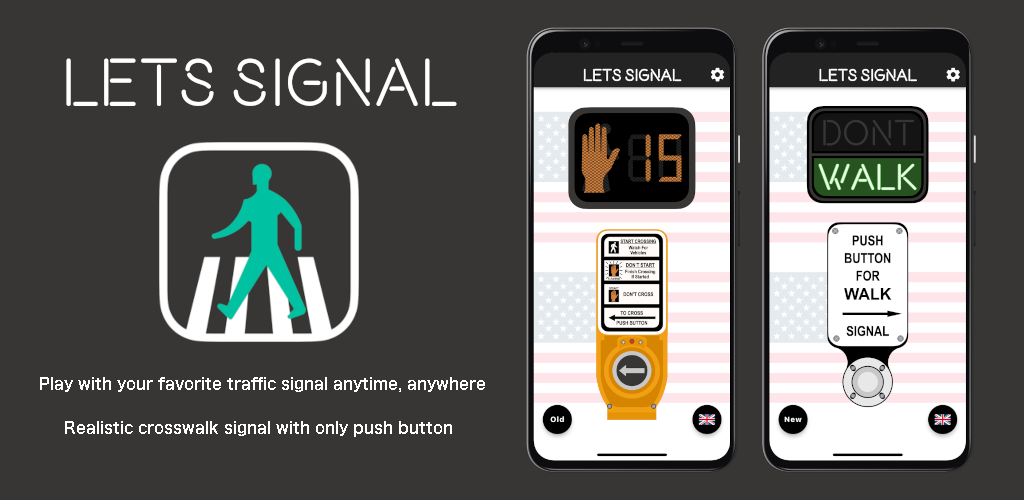 LETS SIGNAL
Play with your favorite traffic signal anytime, anywhere
Realistic crosswalk signal with only push button
LETS SIGNAL
15
START CROSSING
Watch For
Vehicles
DON'T START
Finish Crossing
If Started
DON'T CROSS
TO CROSS
PUSH BUTTON
Old
LETS SIGNAL
DONT
WALK
PUSH
BUTTON
FOR
WALK
SIGNAL
New